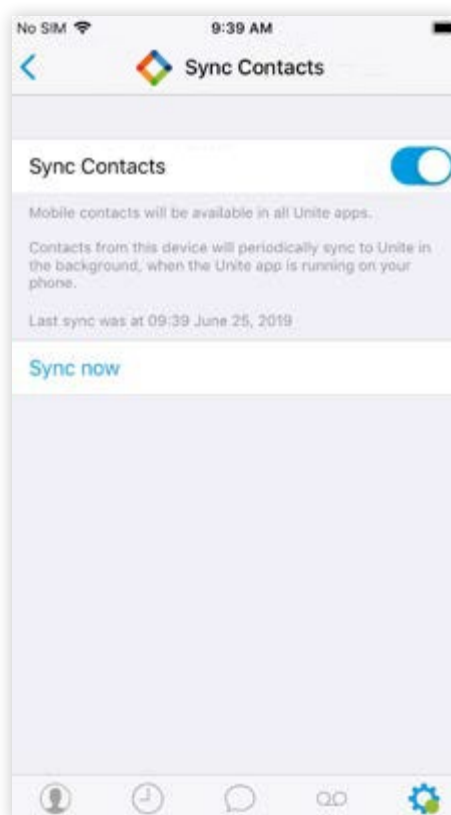 No SIM 9:39 AM
Sync Contacts
Sync Contacts
Mobile contacts will be available in all Unite apps.
Contacts from this device will periodically sync to Unite in
the background, when the Unite app is running on your
phone.
Last sync was at 09:39 June 25, 2019
Sync now